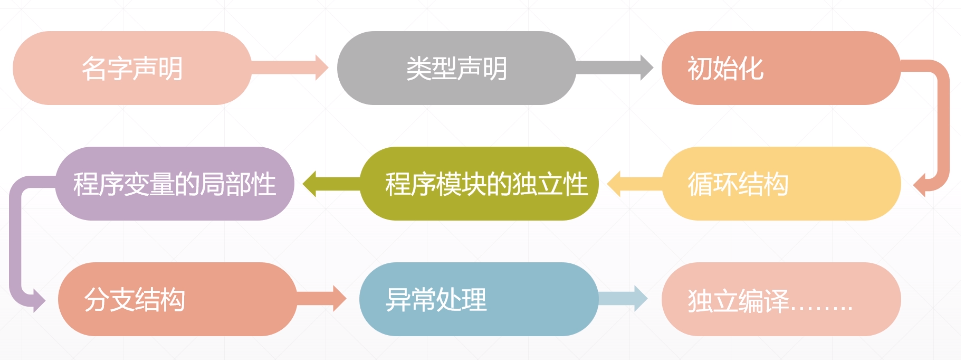 名字声明
类型声明
初始化
循环结构
程序模块的独立性
程序变量的局部性
分支结构
异常处理
独立编译........